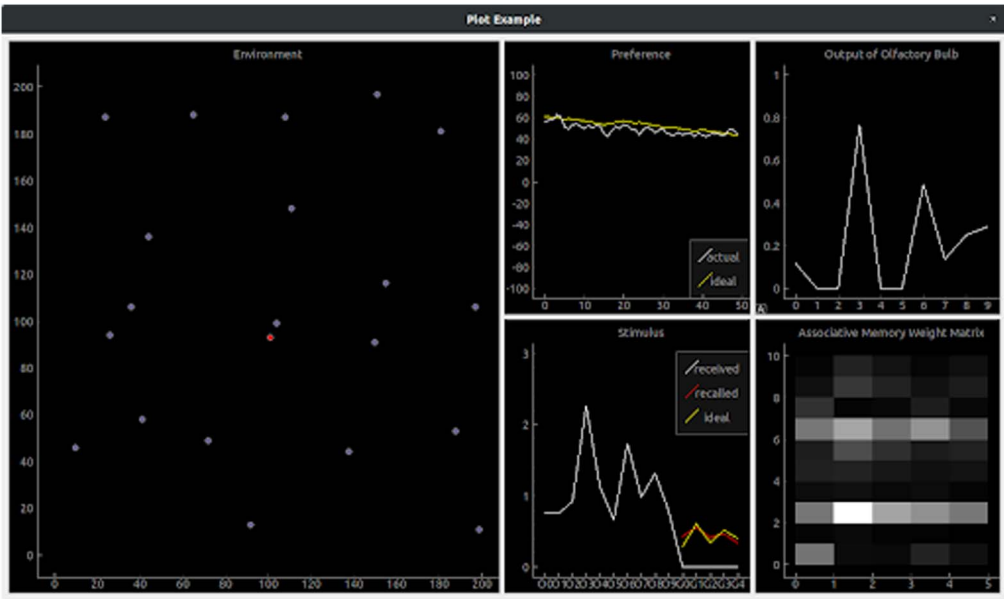 Plot Example
×
Environment
200
180
160
140
120
100
80
60
40
20
0
0 20 40 60 80 100 120 140 160 180 200
Preference
100
80
60
40
20
0
-20
-40
-60
-80
-100
actual
ideal
0 10 20 30 40 50
Output of Olfactory Bulb
1
0.8
0.6
0.4
0.2
0
0 1 2 3 4 5 6 7 8 9
A
Stimulus
3
2
1
0
received
recalled
ideal
Associative Memory Weight Matrix
10
8
6
4
2
0
0 1 2 3 4 5